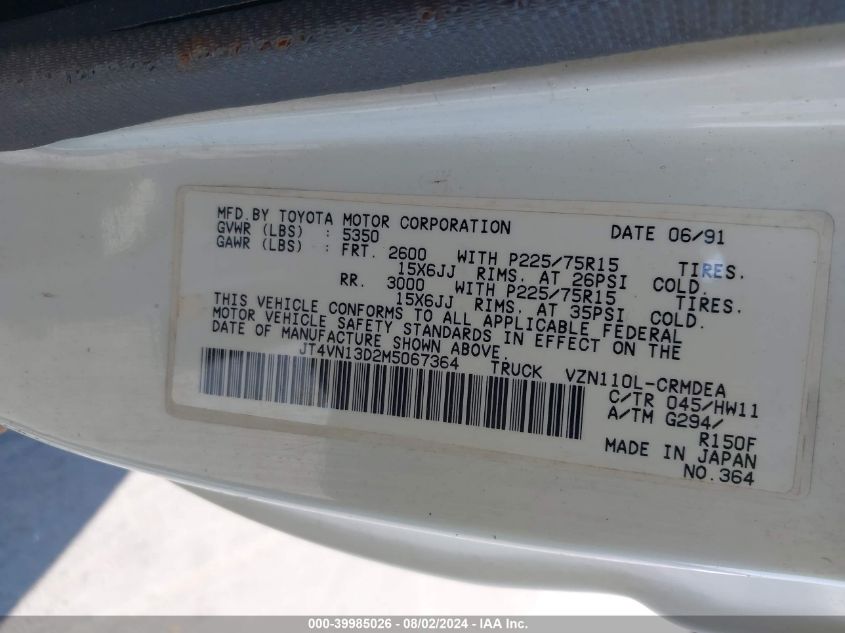 MFD.BY TOYOTA MOTOR CORPORATION DATE 06/91
GVWR (LBS) : 5350
GAWR (LBS) : FRT. 2600 WITH P225/75R15 TIRES.
15X6JJ RIMS. AT 26PSI COLD.
RR. 3000 WITH P225/75R15 TIRES.
15X6JJ RIMS. AT 35PSI COLD.
THIS VEHICLE CONFORMS TO ALL APPLICABLE FEDERAL
MOTOR VEHICLE SAFETY STANDARDS IN EFFECT ON THE
DATE OF MANUFACTURE SHOWN ABOVE.
JT4VN13D2M5067364 TRUCK VZN110L-CRMDEA
C/TR 045/HW11
A/TM G294/
R150F
MADE IN JAPAN
NO.364
000-39985026 - 08/02/2024 - IAA Inc.